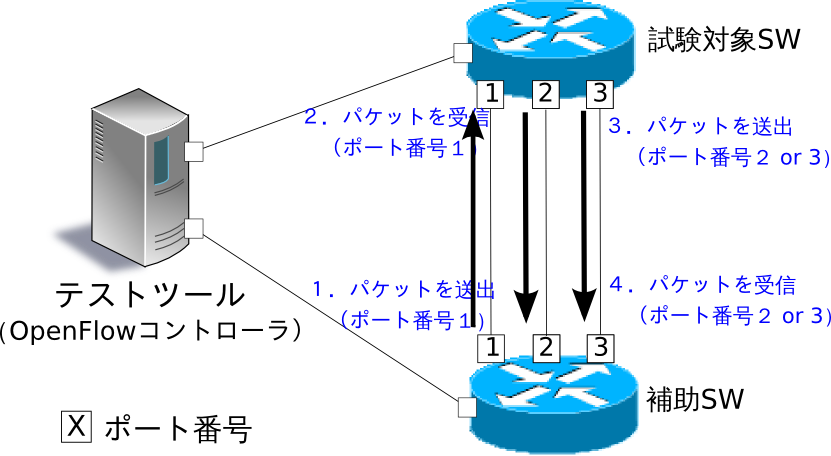 試験対象SW
1
2
3
2. パケットを受信
（ポート番号１）
３. パケットを送出
（ポート番号２ or 3）
テストツール
（OpenFlowコントローラ）
１. パケットを送出
（ポート番号１）
４. パケットを受信
（ポート番号２ or 3）
1
2
3
補助SW
X ポート番号